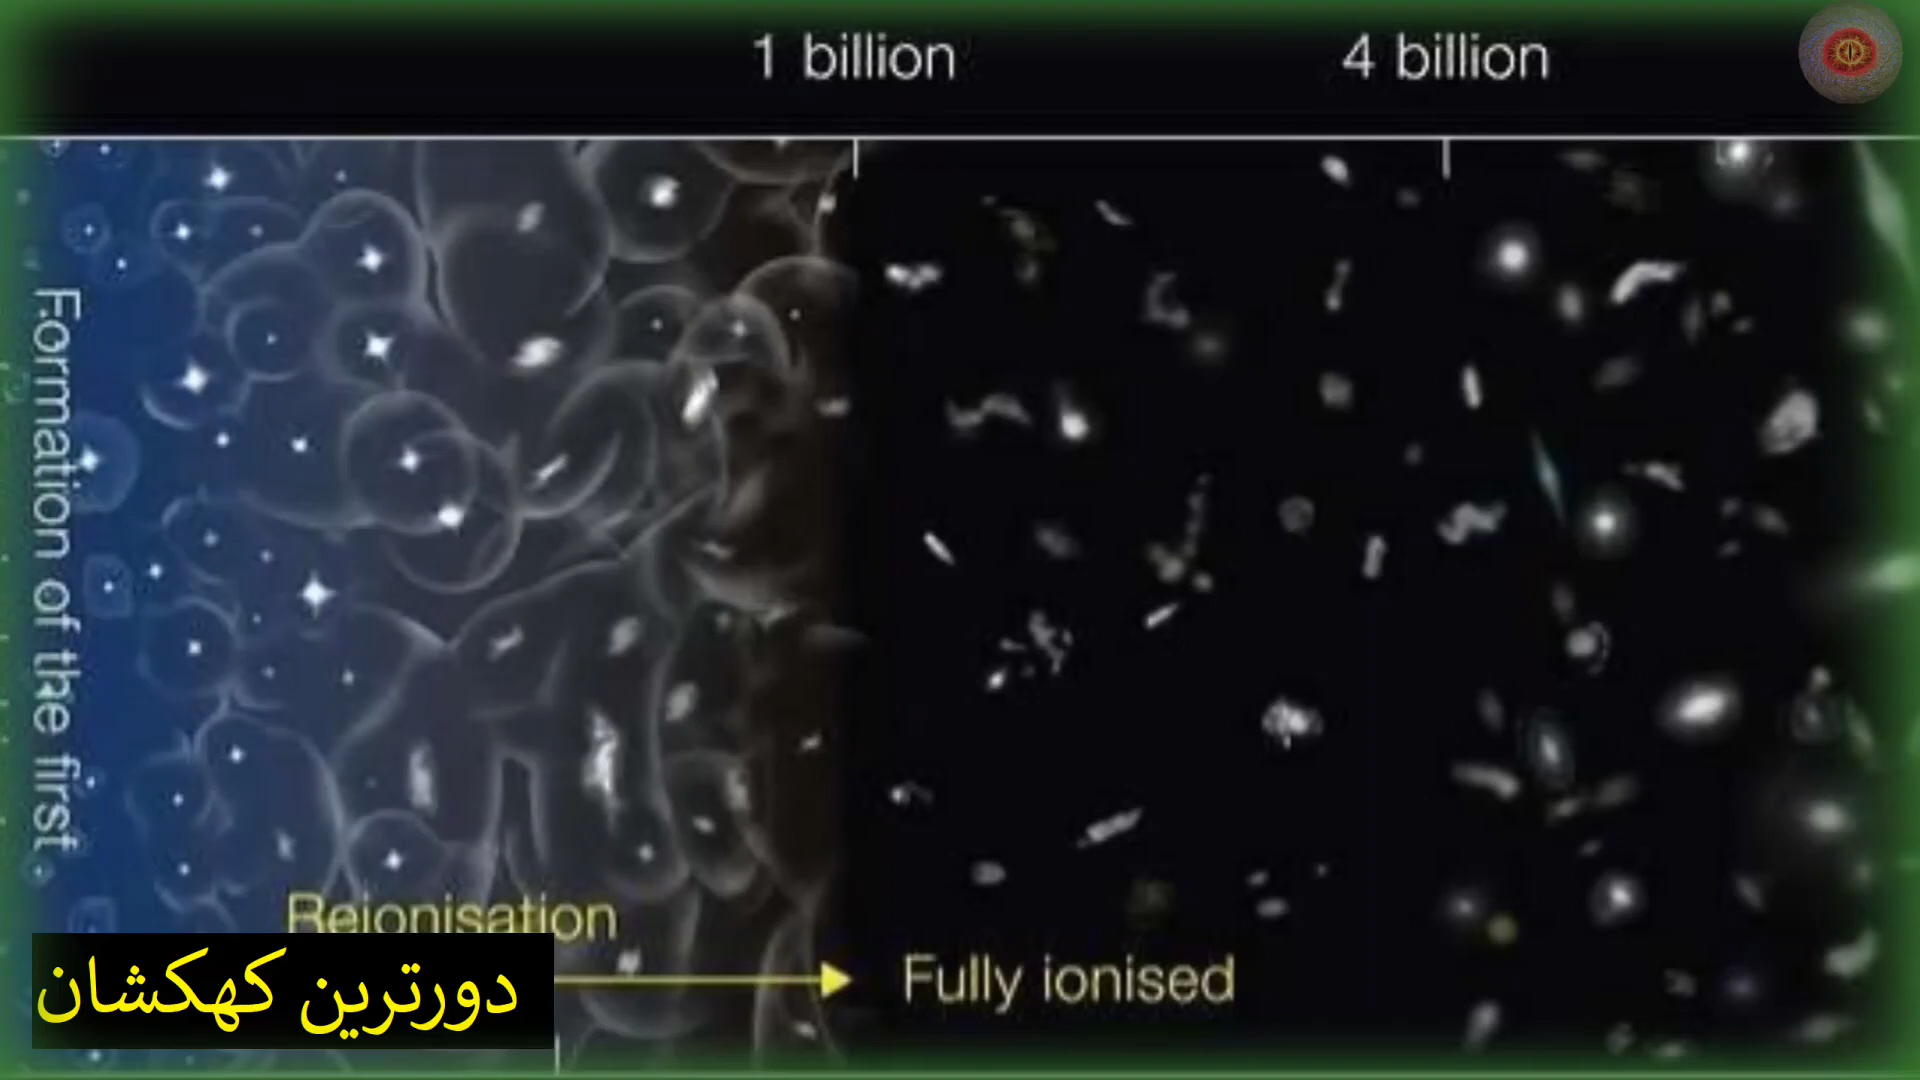 1 billion
4 billion
Formation of the first
Reionisation
Fully ionised
دورترین کهکشان